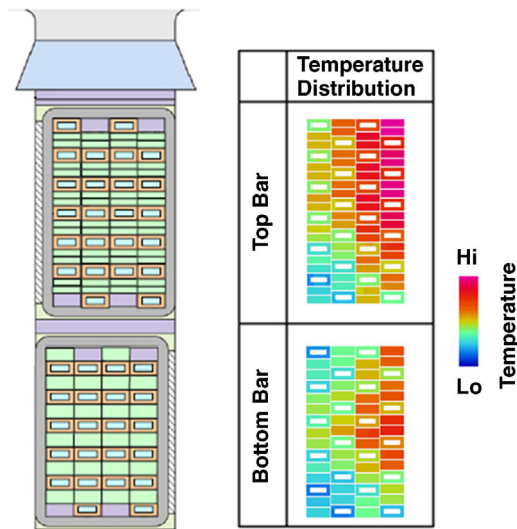 Temperature
Distribution
Top Bar
Bottom Bar
Hi
Lo
Temperature